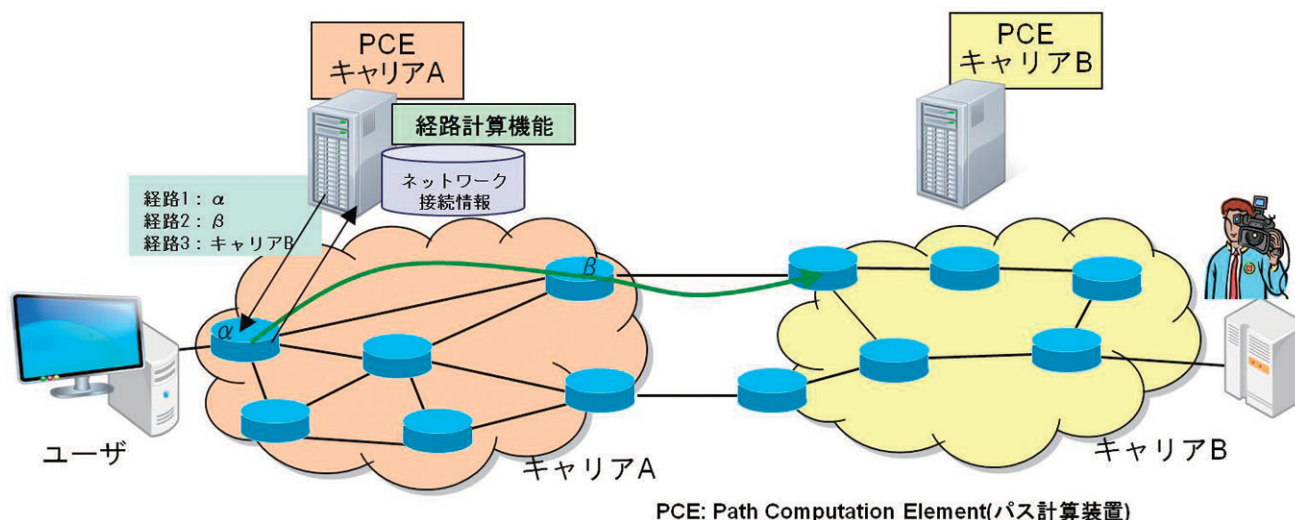 PCE
キャリアA
PCE
キャリアB
経路計算機能
ネットワーク
接続情報
経路1：α
経路2：β
経路3：キャリアB
β
α
ユーザ
キャリアA
キャリアB
PCE: Path Computation Element(パス計算装置)